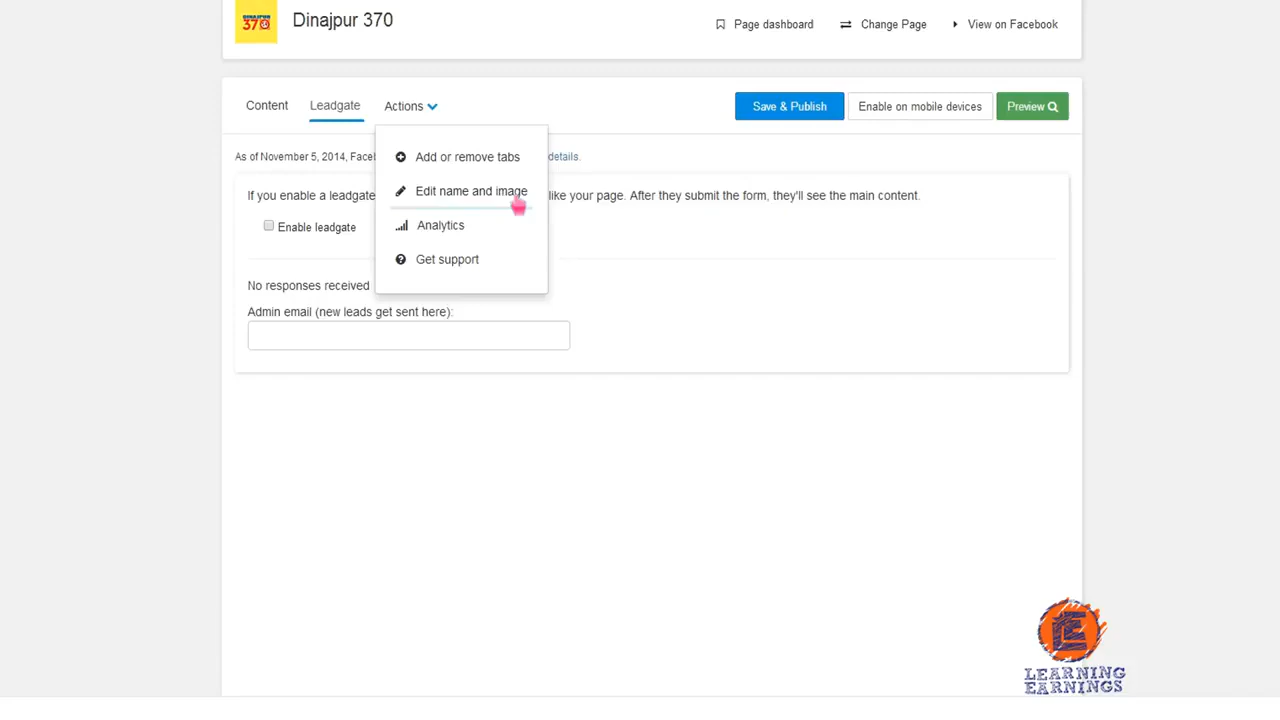 DINAJPUR
370
Dinajpur 370
Page dashboard
Change Page
View on Facebook
Content
Leadgate
Actions
Save & Publish
Enable on mobile devices
Preview
As of November 5, 2014, Faceb
details.
Add or remove tabs
Edit name and image
Analytics
Get support
If you enable a leadgate
like your page. After they submit the form, they'll see the main content.
Enable leadgate
No responses received
Admin email (new leads get sent here):
LEARNING
EARNINGS